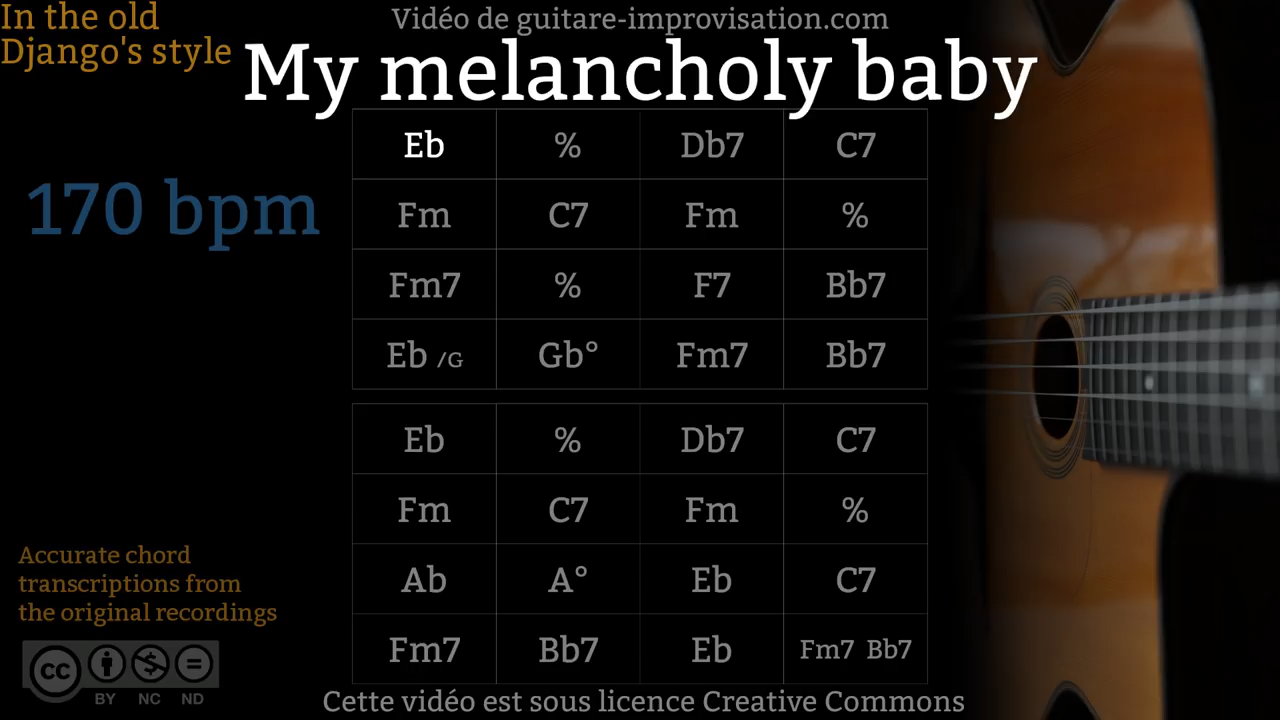 In the old
Django's style
Vidéo de guitare-improvisation.com
My melancholy baby
170 bpm
Eb % Db7 C7
Fm C7 Fm %
Fm7 % F7 Bb7
Eb /G Gb° Fm7 Bb7
Eb % Db7 C7
Fm C7 Fm %
Ab A° Eb C7
Fm7 Bb7 Eb Fm7 Bb7
Accurate chord
transcriptions from
the original recordings
cc
BY NC ND
Cette vidéo est sous licence Creative Commons